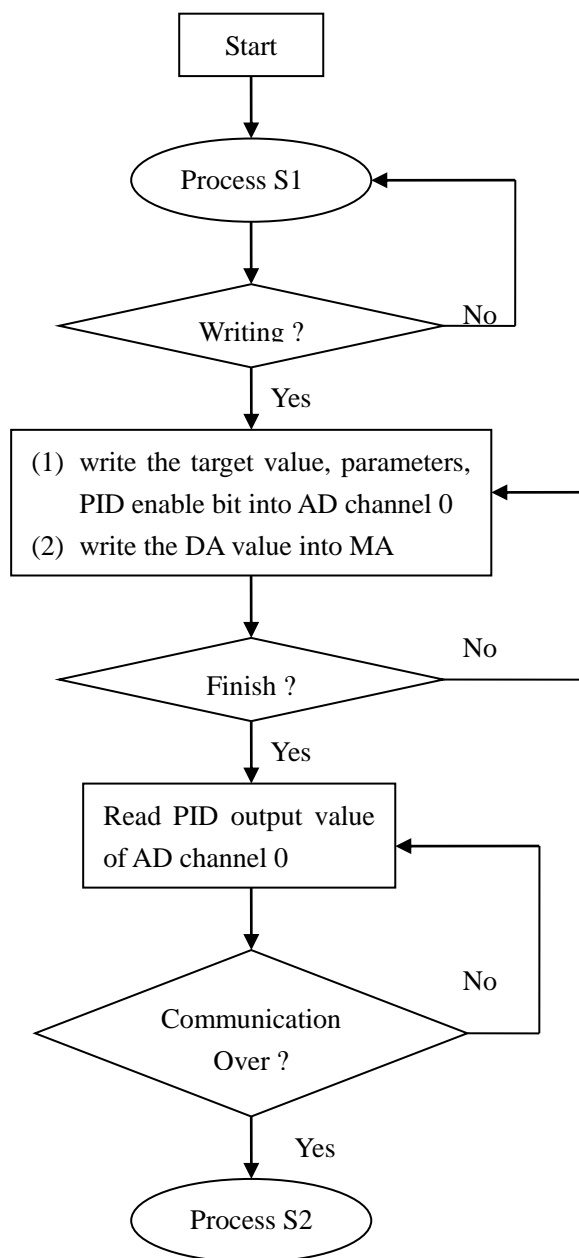 Start
Process S1
Writing ?
No
Yes
(1) write the target value, parameters,
PID enable bit into AD channel 0
(2) write the DA value into MA
No
Finish ?
Yes
Read PID output value
of AD channel 0
No
Communication
Over ?
Yes
Process S2